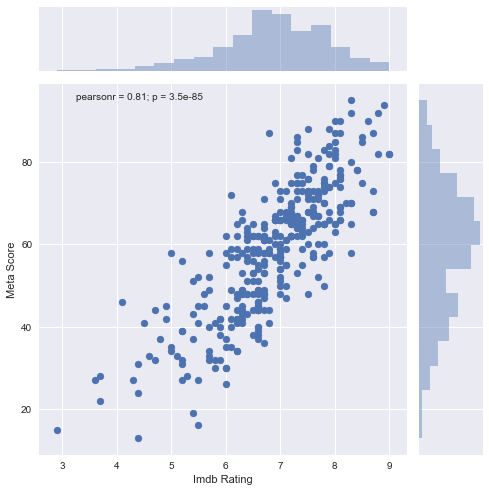 pearsonr = 0.81; p = 3.5e-85
80
60
40
20
Meta Score
3 4 5 6 7 8 9
Imdb Rating